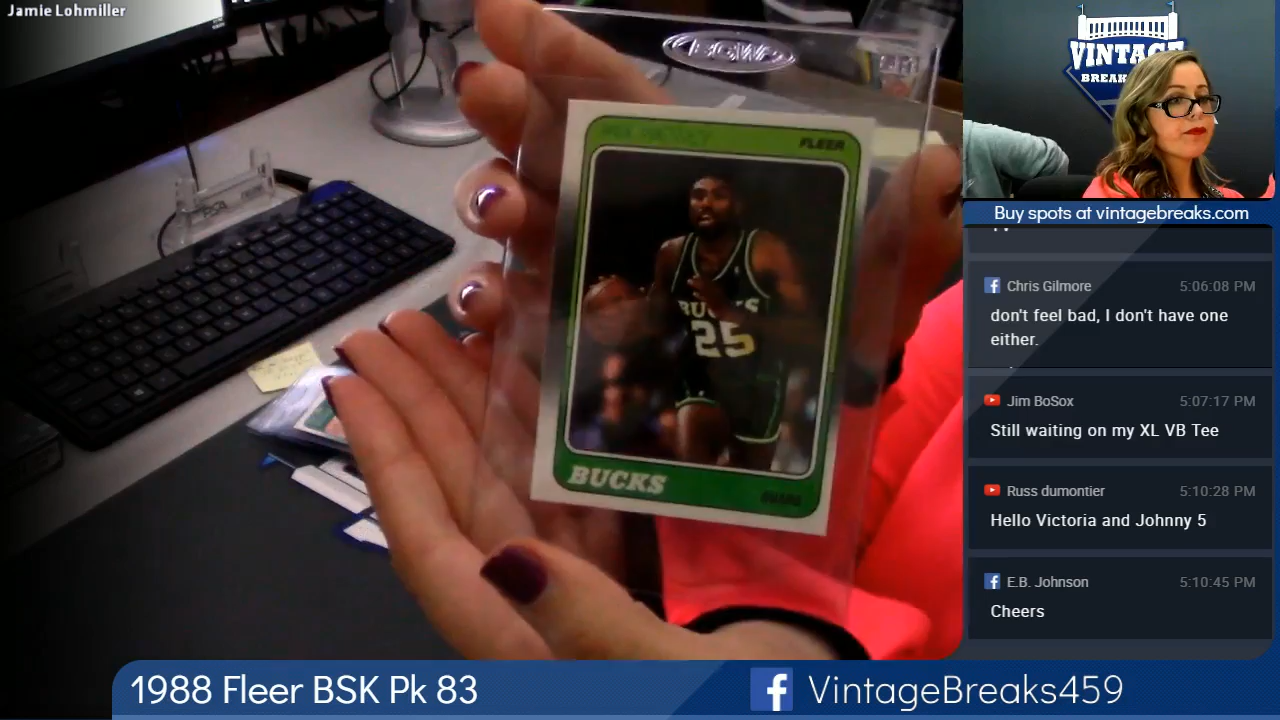 Jamie Lohmiller
BCW
FLEER
BUCKS
25
BUCKS
GUARD
PSA
VINTAGE
BREAK
Buy spots at vintagebreaks.com
Chris Gilmore 5:06:08 PM
don't feel bad, I don't have one
either.
Jim BoSox 5:07:17 PM
Still waiting on my XL VB Tee
Russ dumontier 5:10:28 PM
Hello Victoria and Johnny 5
E.B. Johnson 5:10:45 PM
Cheers
1988 Fleer BSK Pk 83
VintageBreaks459